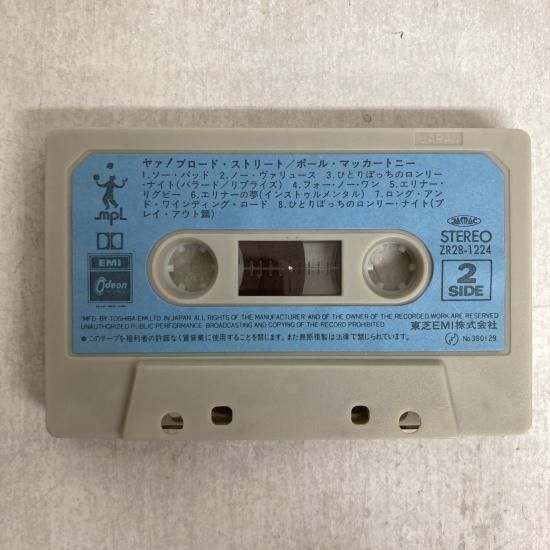 JAPAN
ヤァ!ブロード・ストリート/ポール・マッカートニー
1.ソー・バッド 2.ノー・ヴァリュース 3.ひとりぼっちのロンリー
・ナイト(バラード/リプライズ) 4.フォー・ノー・ワン 5.エリナー・
リグビー 6.エリナーの夢(インストゥルメンタル) 7.ロング・アン
ド・ワインディング・ロード 8.ひとりぼっちのロンリー・ナイト(プ
レイ・アウト篇)
mpl
EMI
Odeon
STEREO
ZR28-1224
2
SIDE
*MFD BY TOSHIBA EMI, LTD. IN JAPAN. ALL RIGHTS OF THE MANUFACTURER AND OF THE OWNER OF THE RECORDED WORK ARE RESERVED
UNAUTHORIZED PUBLIC PERFORMANCE BROADCASTING AND COPYING OF THE RECORD PROHIBITED
東芝EMI株式会社
●このテープを権利者の許諾なく賃貸業に使用することを禁じます。また無断複製は法律で禁じられています。
No.380129